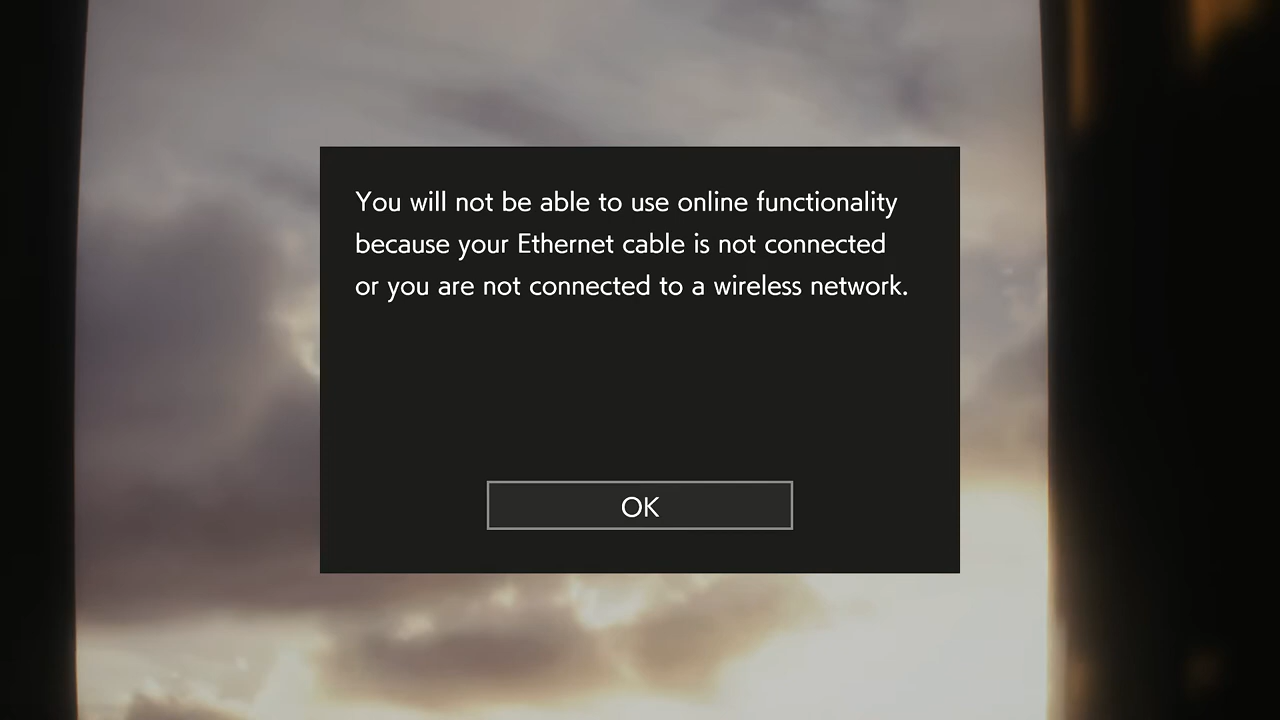 You will not be able to use online functionality
because your Ethernet cable is not connected
or you are not connected to a wireless network.
OK